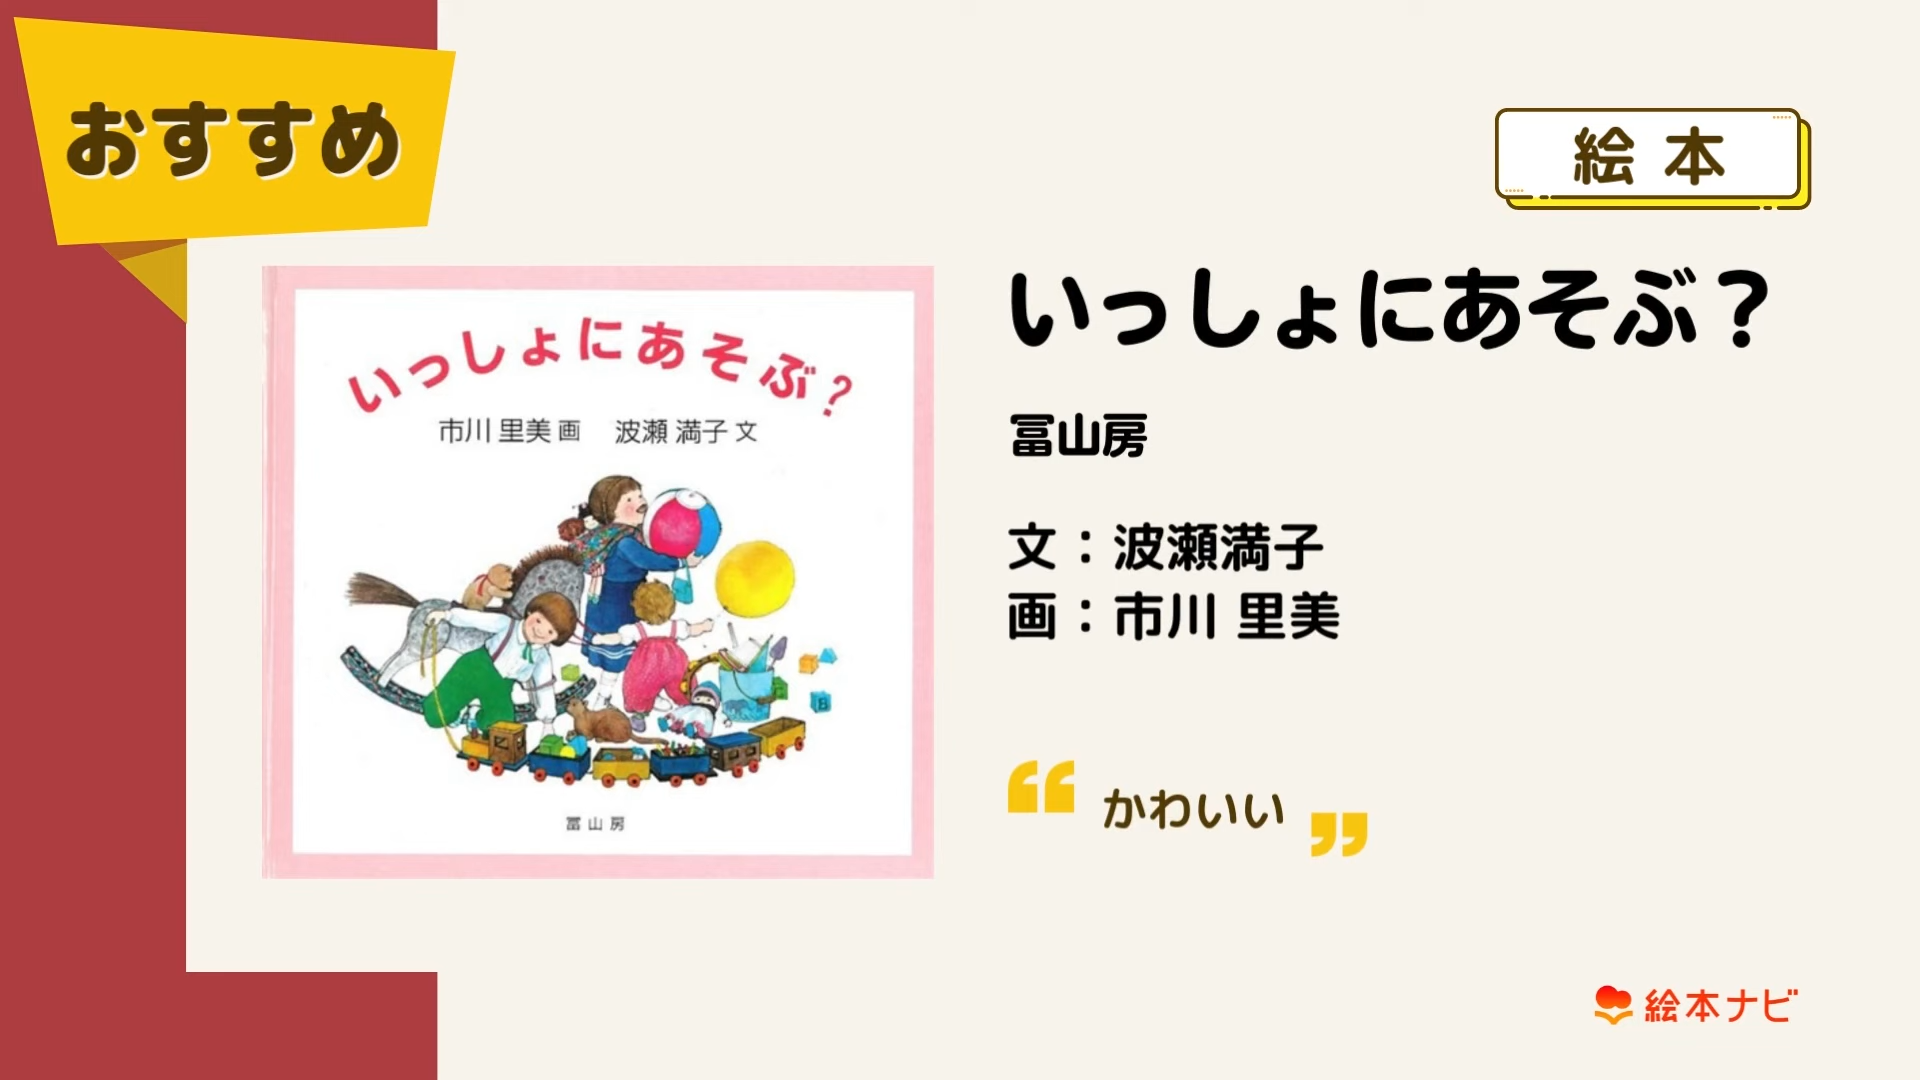 おすすめ
絵本
いっしょにあそぶ?
市川 里美 画 波瀬 満子 文
B
冨山房
いっしょにあそぶ?
冨山房
文:波瀬満子
画:市川 里美
“かわいい”
絵本ナビ